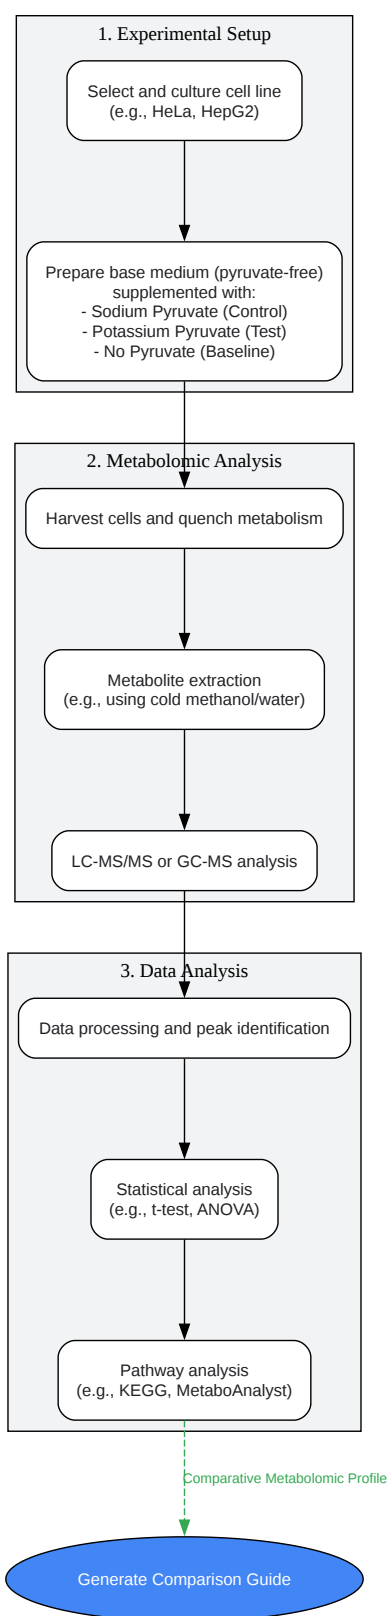 1. Experimental Setup
Select and culture cell line
(e.g., HeLa, HepG2)
Prepare base medium (pyruvate-free)
supplemented with:
- Sodium Pyruvate (Control)
- Potassium Pyruvate (Test)
- No Pyruvate (Baseline)
2. Metabolomic Analysis
Harvest cells and quench metabolism
Metabolite extraction
(e.g., using cold methanol/water)
LC-MS/MS or GC-MS analysis
3. Data Analysis
Data processing and peak identification
Statistical analysis
(e.g., t-test, ANOVA)
Pathway analysis
(e.g., KEGG, MetaboAnalyst)
Comparative Metabolomic Profile
Generate Comparison Guide